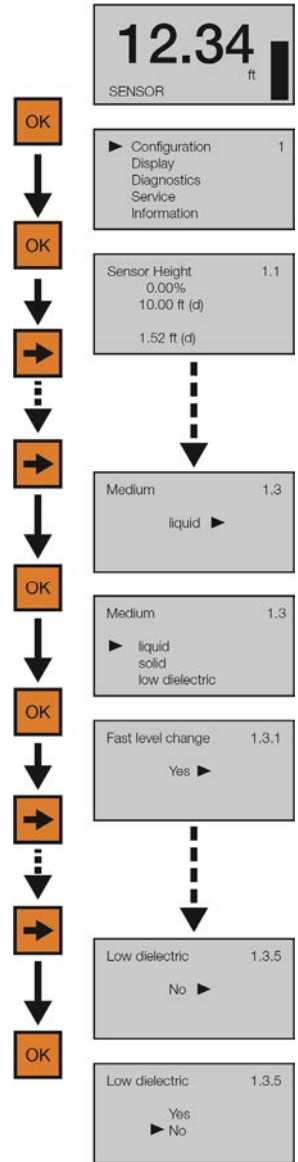 12.34
ft
SENSOR
OK
► Configuration 1
Display
Diagnostics
Service
Information
OK
Sensor Height 1.1
0.00%
10.00 ft (d)
1.52 ft (d)
Medium 1.3
liquid ►
OK
Medium 1.3
► liquid
solid
low dielectric
OK
Fast level change 1.3.1
Yes ►
Low dielectric 1.3.5
No ►
OK
Low dielectric 1.3.5
Yes
► No